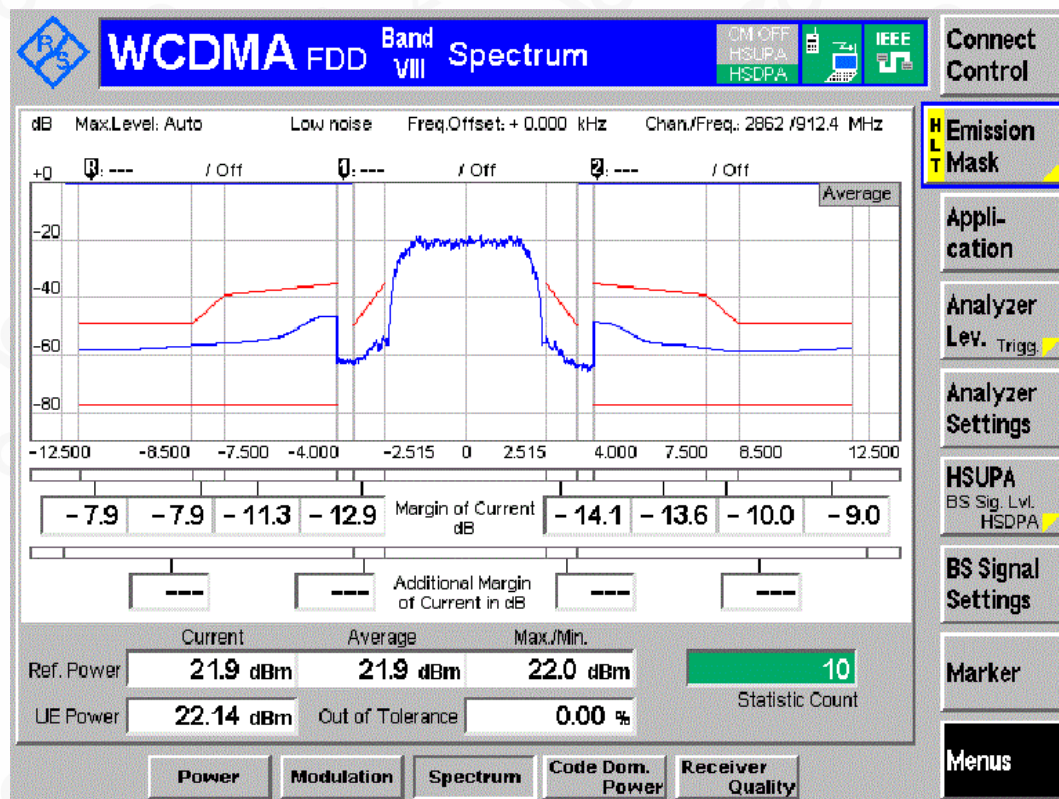 R S
WCDMA FDD Band VIII Spectrum
CM OFF
HSUPA
HSDPA
IEEE
Connect Control
dB Max.Level: Auto Low noise Freq.Offset: + 0.000 kHz Chan./Freq.: 2862 /912.4 MHz
HLT
Emission Mask
+0 R: --- / Off 1: --- / Off 2: --- / Off
Average
-20
-40
-60
-80
Appli-
cation
Analyzer
Lev. Trigg.
Analyzer
Settings
-12.500 -8.500 -7.500 -4.000 -2.515 0 2.515 4.000 7.500 8.500 12.500
HSUPA
BS Sig. Lvl.
HSDPA
- 7.9 - 7.9 - 11.3 - 12.9 Margin of Current dB - 14.1 - 13.6 - 10.0 - 9.0
--- --- Additional Margin of Current in dB --- ---
BS Signal
Settings
Current Average Max./Min.
Ref. Power 21.9 dBm 21.9 dBm 22.0 dBm 10
Statistic Count
UE Power 22.14 dBm Out of Tolerance 0.00 %
Marker
Menus
Power Modulation Spectrum Code Dom. Power Receiver Quality